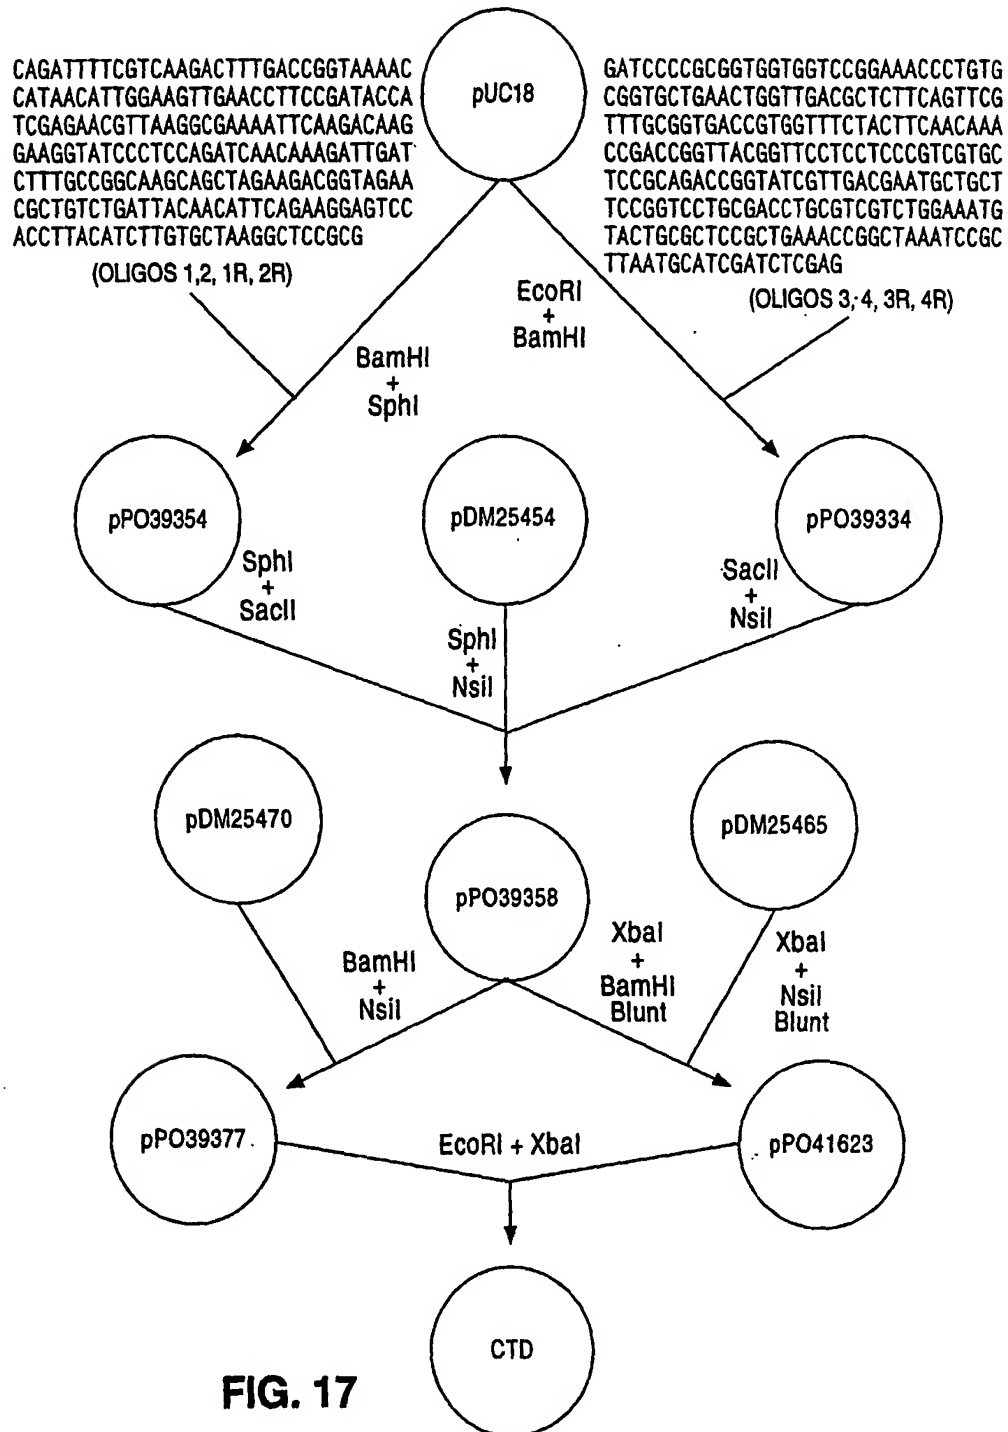 CAGATTTTCGTCAAGACTTTGACCGGTAAAAC
CATAACATTGGAAGTTGAACCTTCCGATACCA
TCGAGAACGTTAAGGCGAAAATTCAAGACAAG
GAAGGTATCCCTCCAGATCAACAAAGATTGAT
CTTTGCCGGCAAGCAGCTAGAAGACGGTAGAA
CGCTGTCTGATTACAACATTCAGAAGGAGTCC
ACCTTACATCTTGTGCTAAGGCTCCGCG
(OLIGOS 1,2, 1R, 2R)
pUC18
GATCCCCGCGGTGGTGGTCCGGAAACCCTGTG
CGGTGCTGAACTGGTTGACGCTCTTCAGTTCG
TTTGCGGTGACCGTGGTTTCTACTTCAACAAA
CCGACCGGTTACGGTTCCTCCTCCCGTCGTGC
TCCGCAGACCGGTATCGTTGACGAATGCTGCT
TCCGGTCCTGCGACCTGCGTCGTCTGGAAATG
TACTGCGCTCCGCTGAAACCGGCTAAATCCGC
TTAATGCATCGATCTCGAG
(OLIGOS 3, 4, 3R, 4R)
BamHI
+
SphI
EcoRI
+
BamHI
pPO39354
pDM25454
pPO39334
SphI
+
SacII
SphI
+
NsiI
SacII
+
NsiI
pDM25470
pPO39358
pDM25465
BamHI
+
NsiI
XbaI
+
BamHI
Blunt
XbaI
+
NsiI
Blunt
pPO39377
EcoRI + XbaI
pPO41623
CTD
FIG. 17